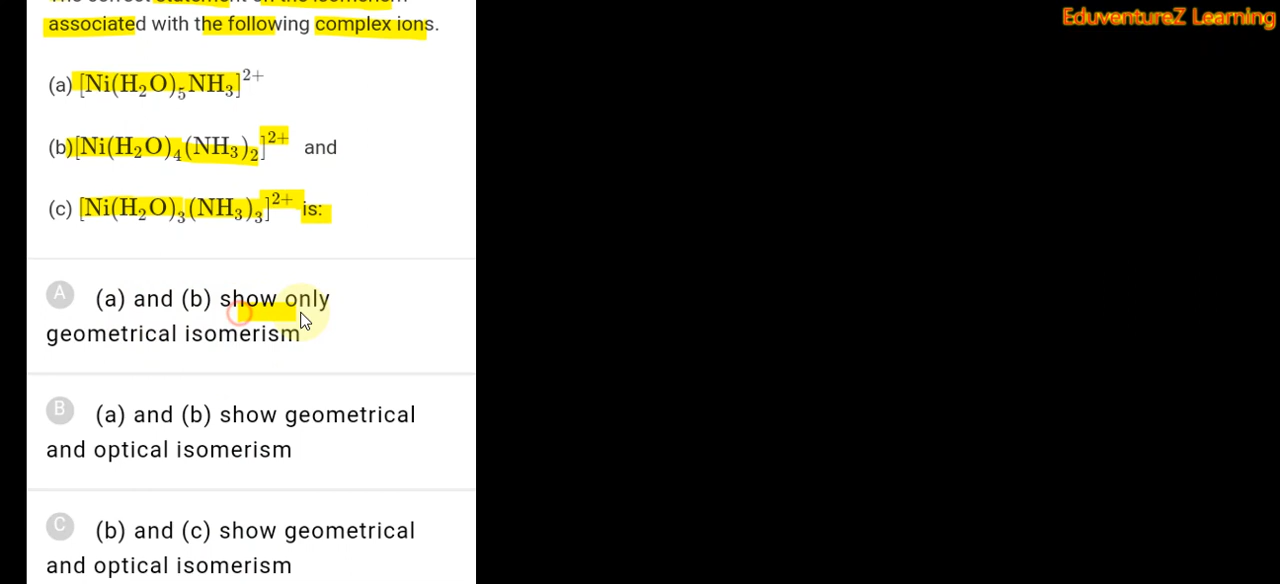 EduventureZ Learning
associated with the following complex ions.
(a) [Ni(H₂O)₅NH₃]²⁺
(b)[Ni(H₂O)₄(NH₃)₂]²⁺ and
(c) [Ni(H₂O)₃(NH₃)₃]²⁺ is:
A (a) and (b) show only
geometrical isomerism
B (a) and (b) show geometrical
and optical isomerism
C (b) and (c) show geometrical
and optical isomerism